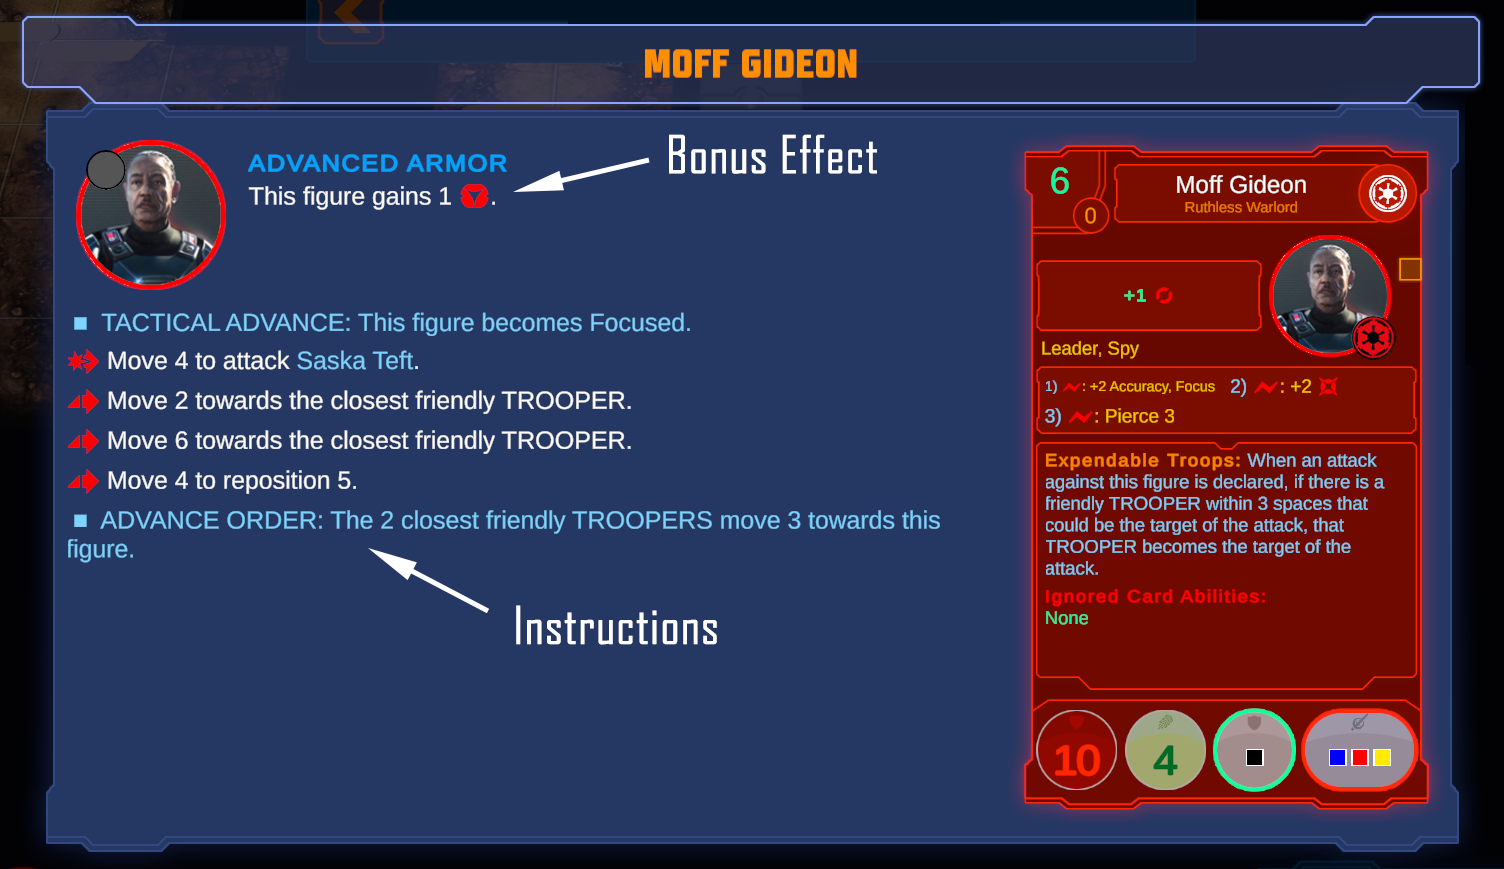 MOFF GIDEON
ADVANCED ARMOR
This figure gains 1 .
Bonus Effect
TACTICAL ADVANCE: This figure becomes Focused.
Move 4 to attack Saska Teft.
Move 2 towards the closest friendly TROOPER.
Move 6 towards the closest friendly TROOPER.
Move 4 to reposition 5.
ADVANCE ORDER: The 2 closest friendly TROOPERS move 3 towards this
figure.
Instructions
6
0
Moff Gideon
Ruthless Warlord
+1
Leader, Spy
1) : +2 Accuracy, Focus 2) : +2
3) : Pierce 3
Expendable Troops: When an attack
against this figure is declared, if there is a
friendly TROOPER within 3 spaces that
could be the target of the attack, that
TROOPER becomes the target of the
attack.
Ignored Card Abilities:
None
10
4